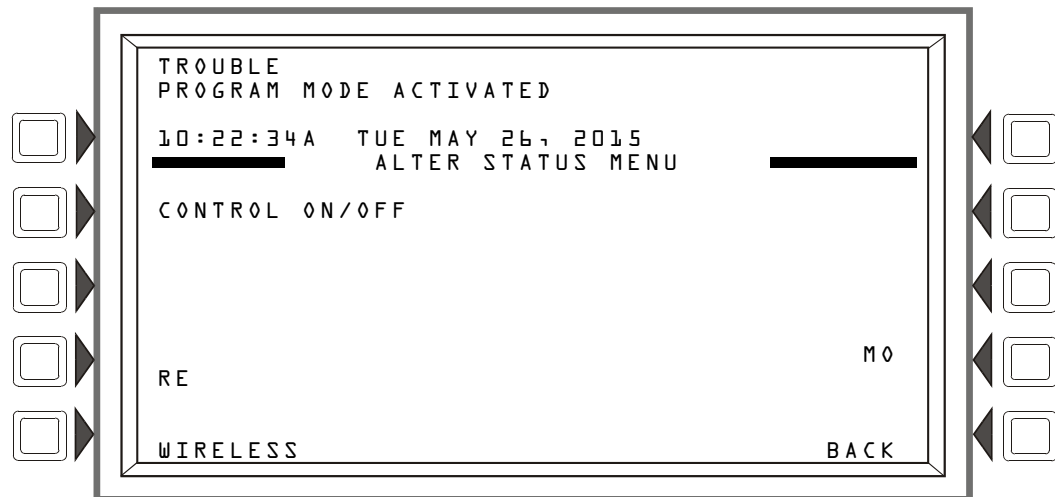 TROUBLE
PROGRAM MODE ACTIVATED
10:22:34A TUE MAY 26, 2015
ALTER STATUS MENU
CONTROL ON/OFF
MO
RE
WIRELESS BACK